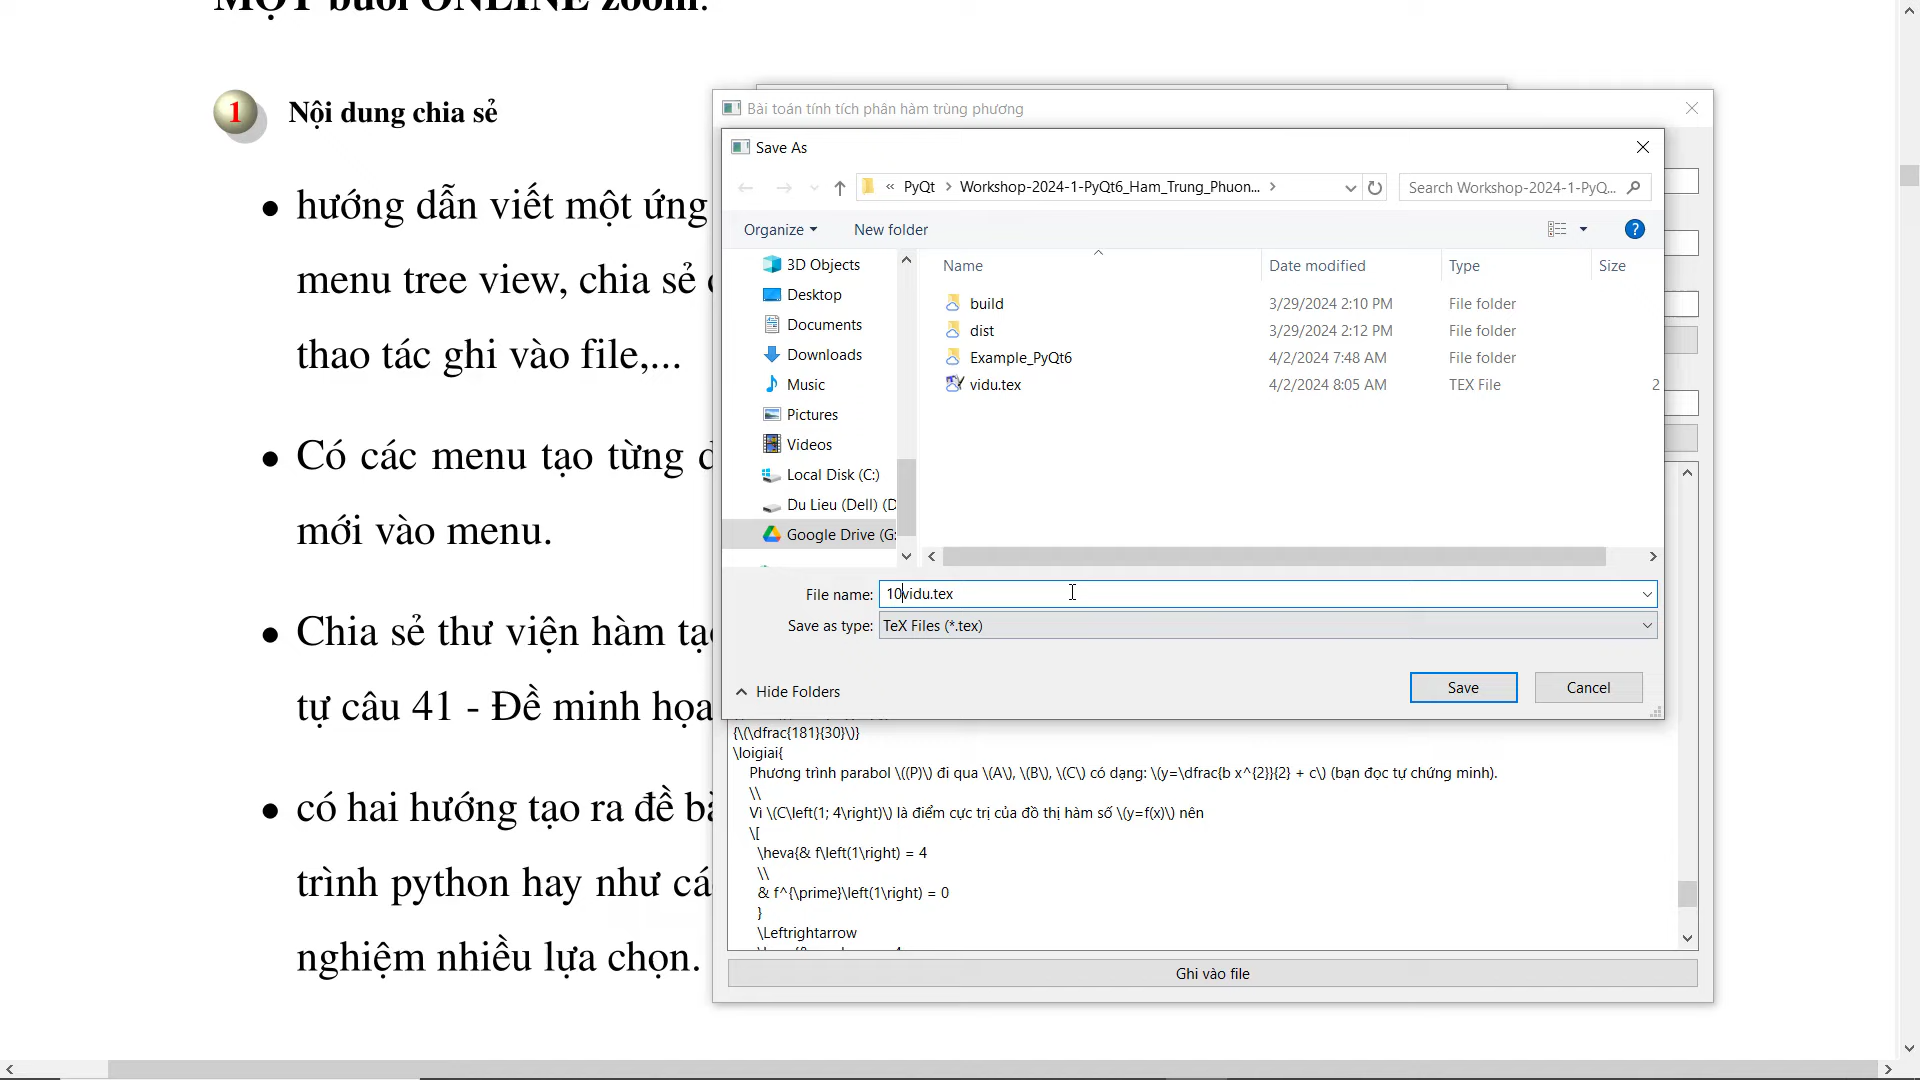 MỘT buổi ONLINE zoom.
1 Nội dung chia sẻ
hướng dẫn viết một ứng
menu tree view, chia sẻ
thao tác ghi vào file,...
Có các menu tạo từng
mới vào menu.
Chia sẻ thư viện hàm tạo
tự câu 41 - Đề minh họa
có hai hướng tạo ra đề
trình python hay như
nghiệm nhiều lựa chọn.
Bài toán tính tích phân hàm trùng phương
Save As
« PyQt > Workshop-2024-1-PyQt6_Ham_Trung_Phuon... >
Search Workshop-2024-1-PyQ...
Organize
New folder
3D Objects
Desktop
Documents
Downloads
Music
Pictures
Videos
Local Disk (C:)
Du Lieu (Dell) (D
Google Drive (G:
Name Date modified Type Size
build 3/29/2024 2:10 PM File folder
dist 3/29/2024 2:12 PM File folder
Example_PyQt6 4/2/2024 7:48 AM File folder
vidu.tex 4/2/2024 8:05 AM TEX File 2
File name: 10vidu.tex
Save as type: TeX Files (*.tex)
Hide Folders
Save
Cancel
{\(\dfrac{181}{30}\)}
\loigiai{
Phương trình parabol \((P)\) đi qua \(A\), \(B\), \(C\) có dạng: \(y=\dfrac{b x^{2}}{2} + c\) (bạn đọc tự chứng minh).
\\
Vì \(C\left(1; 4\right)\) là điểm cực trị của đồ thị hàm số \(y=f(x)\) nên
\[
\heva{& f\left(1\right) = 4
\\
& f^{\prime}\left(1\right) = 0
}
\Leftrightarrow
Ghi vào file